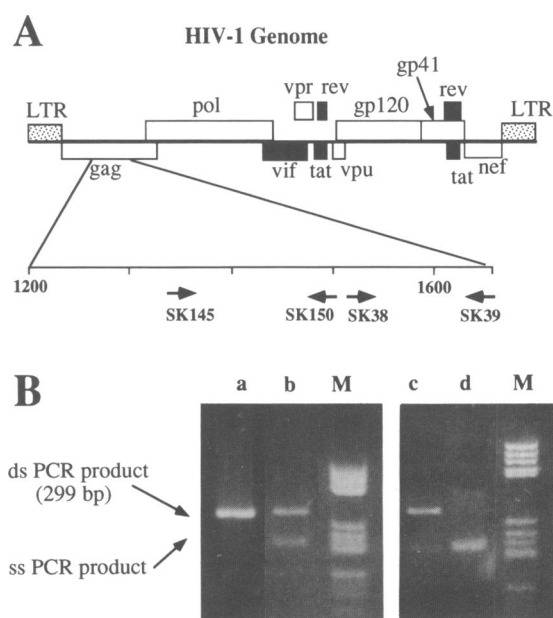 A
HIV-1 Genome
gp41
vpr rev rev
LTR pol gp120 LTR
gag vif tat vpu tat nef
1200 1600
SK145 SK150 SK38 SK39
B
a b M c d M
ds PCR product
(299 bp)
ss PCR product